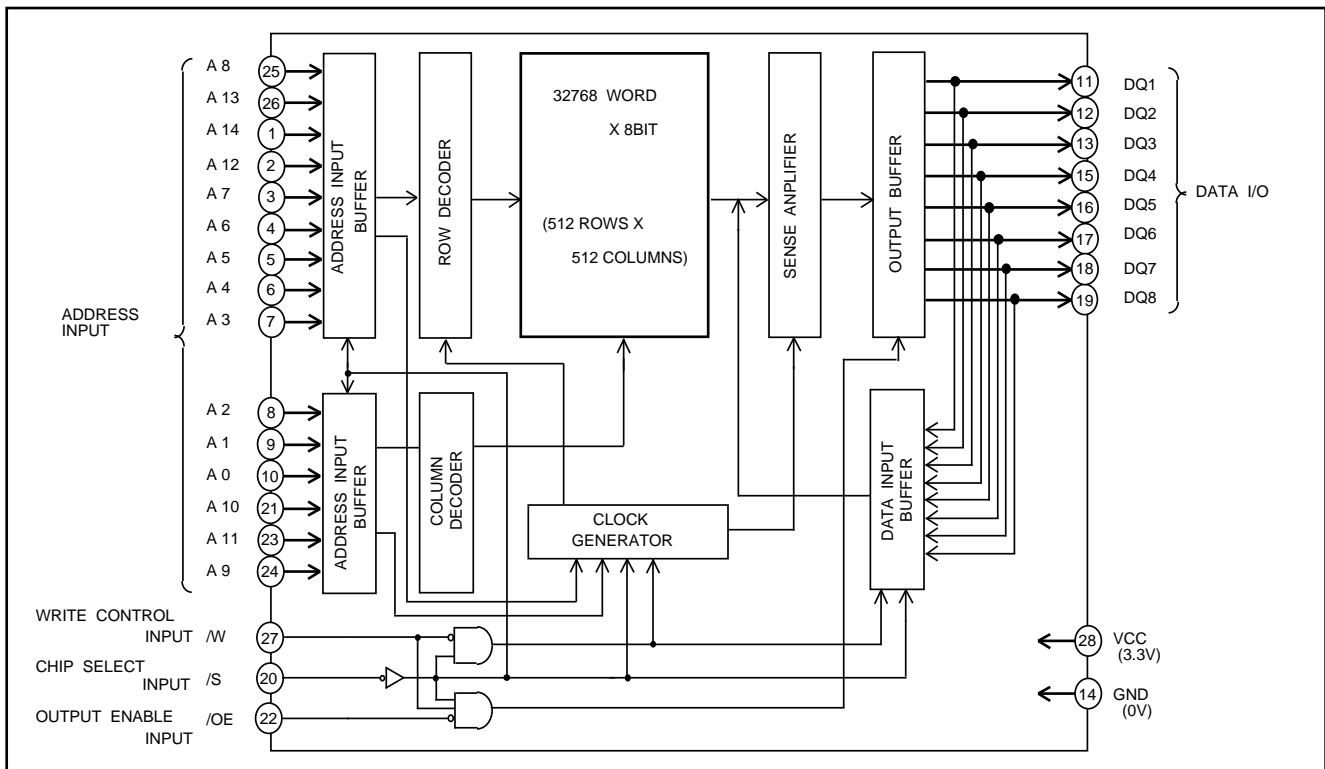 A 8
25
A 13
26
A 14
1
A 12
2
A 7
3
A 6
4
A 5
5
A 4
6
A 3
7
ADDRESS
INPUT
A 2
8
A 1
9
A 0
10
A 10
21
A 11
23
A 9
24
WRITE CONTROL
INPUT /W
27
CHIP SELECT
INPUT /S
20
OUTPUT ENABLE
INPUT /OE
22
ADDRESS INPUT
BUFFER
ROW DECODER
32768 WORD
X 8BIT
(512 ROWS X
512 COLUMNS)
SENSE ANPLIFIER
OUTPUT BUFFER
ADDRESS INPUT
BUFFER
COLUMN
DECODER
CLOCK
GENERATOR
DATA INPUT
BUFFER
11
DQ1
12
DQ2
13
DQ3
15
DQ4
16
DQ5
17
DQ6
18
DQ7
19
DQ8
DATA I/O
28
VCC
(3.3V)
14
GND
(0V)